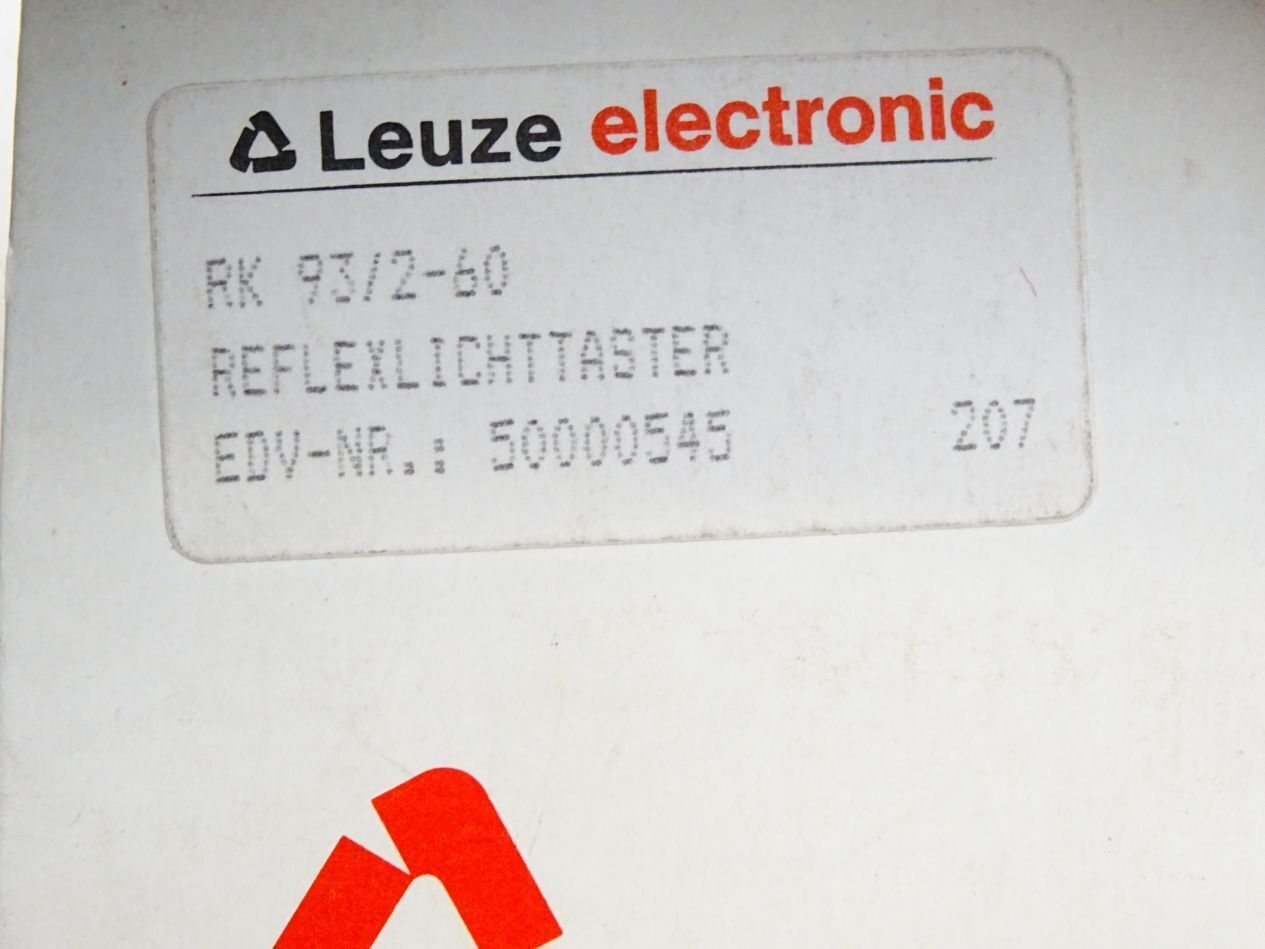 Leuze electronic
RK 93/2-60
REFLEXLICHTTASTER
EDV-NR.: 50000545 207